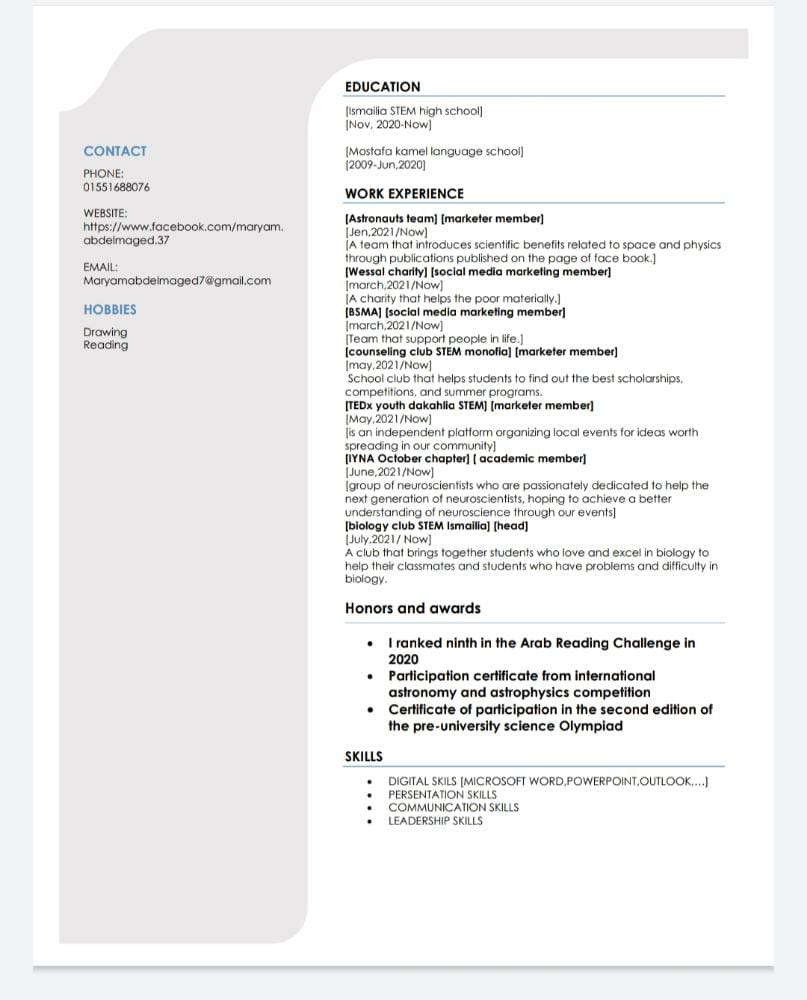 CONTACT
PHONE:
01551688076
WEBSITE:
https://www.facebook.com/maryam.
abdelmaged.37
EMAIL:
Maryamabdelmaged7@gmail.com
HOBBIES
Drawing
Reading
EDUCATION
[Ismailia STEM high school]
[Nov, 2020-Now]
[Mostafa kamel language school]
[2009-Jun,2020]
WORK EXPERIENCE
[Astronauts team] [marketer member]
[Jen,2021/Now]
[A team that introduces scientific benefits related to space and physics
through publications published on the page of face book.]
[Wessal charity] [social media marketing member]
[march,2021/Now]
[A charity that helps the poor materially.]
[BSMA] [social media marketing member]
[march,2021/Now]
[Team that support people in life.]
[counseling club STEM monofia] [marketer member]
[may,2021/Now]
School club that helps students to find out the best scholarships,
competitions, and summer programs.
[TEDx youth dakahlia STEM] [marketer member]
[May,2021/Now]
[is an independent platform organizing local events for ideas worth
spreading in our community]
[IYNA October chapter] [ academic member]
[June,2021/Now]
[group of neuroscientists who are passionately dedicated to help the
next generation of neuroscientists, hoping to achieve a better
understanding of neuroscience through our events]
[biology club STEM Ismailia] [head]
[July,2021/ Now]
A club that brings together students who love and excel in biology to
help their classmates and students who have problems and difficulty in
biology.
Honors and awards
• I ranked ninth in the Arab Reading Challenge in
2020
• Participation certificate from international
astronomy and astrophysics competition
• Certificate of participation in the second edition of
the pre-university science Olympiad
SKILLS
• DIGITAL SKILS [MICROSOFT WORD,POWERPOINT,OUTLOOK,...]
• PERSENTATION SKILLS
• COMMUNICATION SKILLS
• LEADERSHIP SKILLS